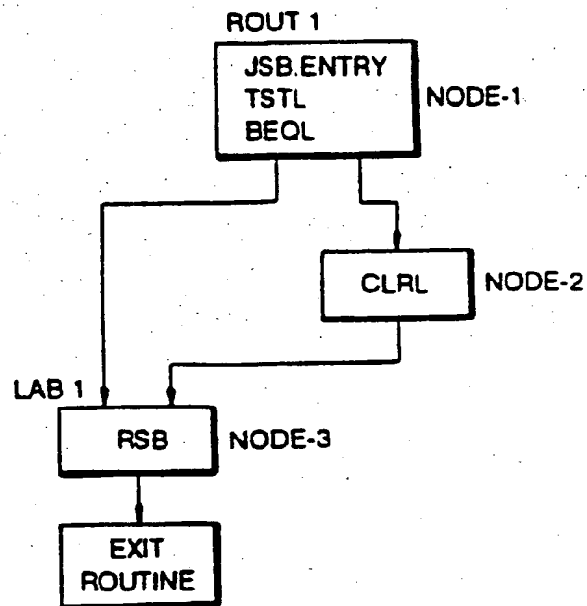 ROUT 1
JSB.ENTRY
TSTL
BEQL
NODE-1
CLRL
NODE-2
LAB 1
RSB
NODE-3
EXIT
ROUTINE